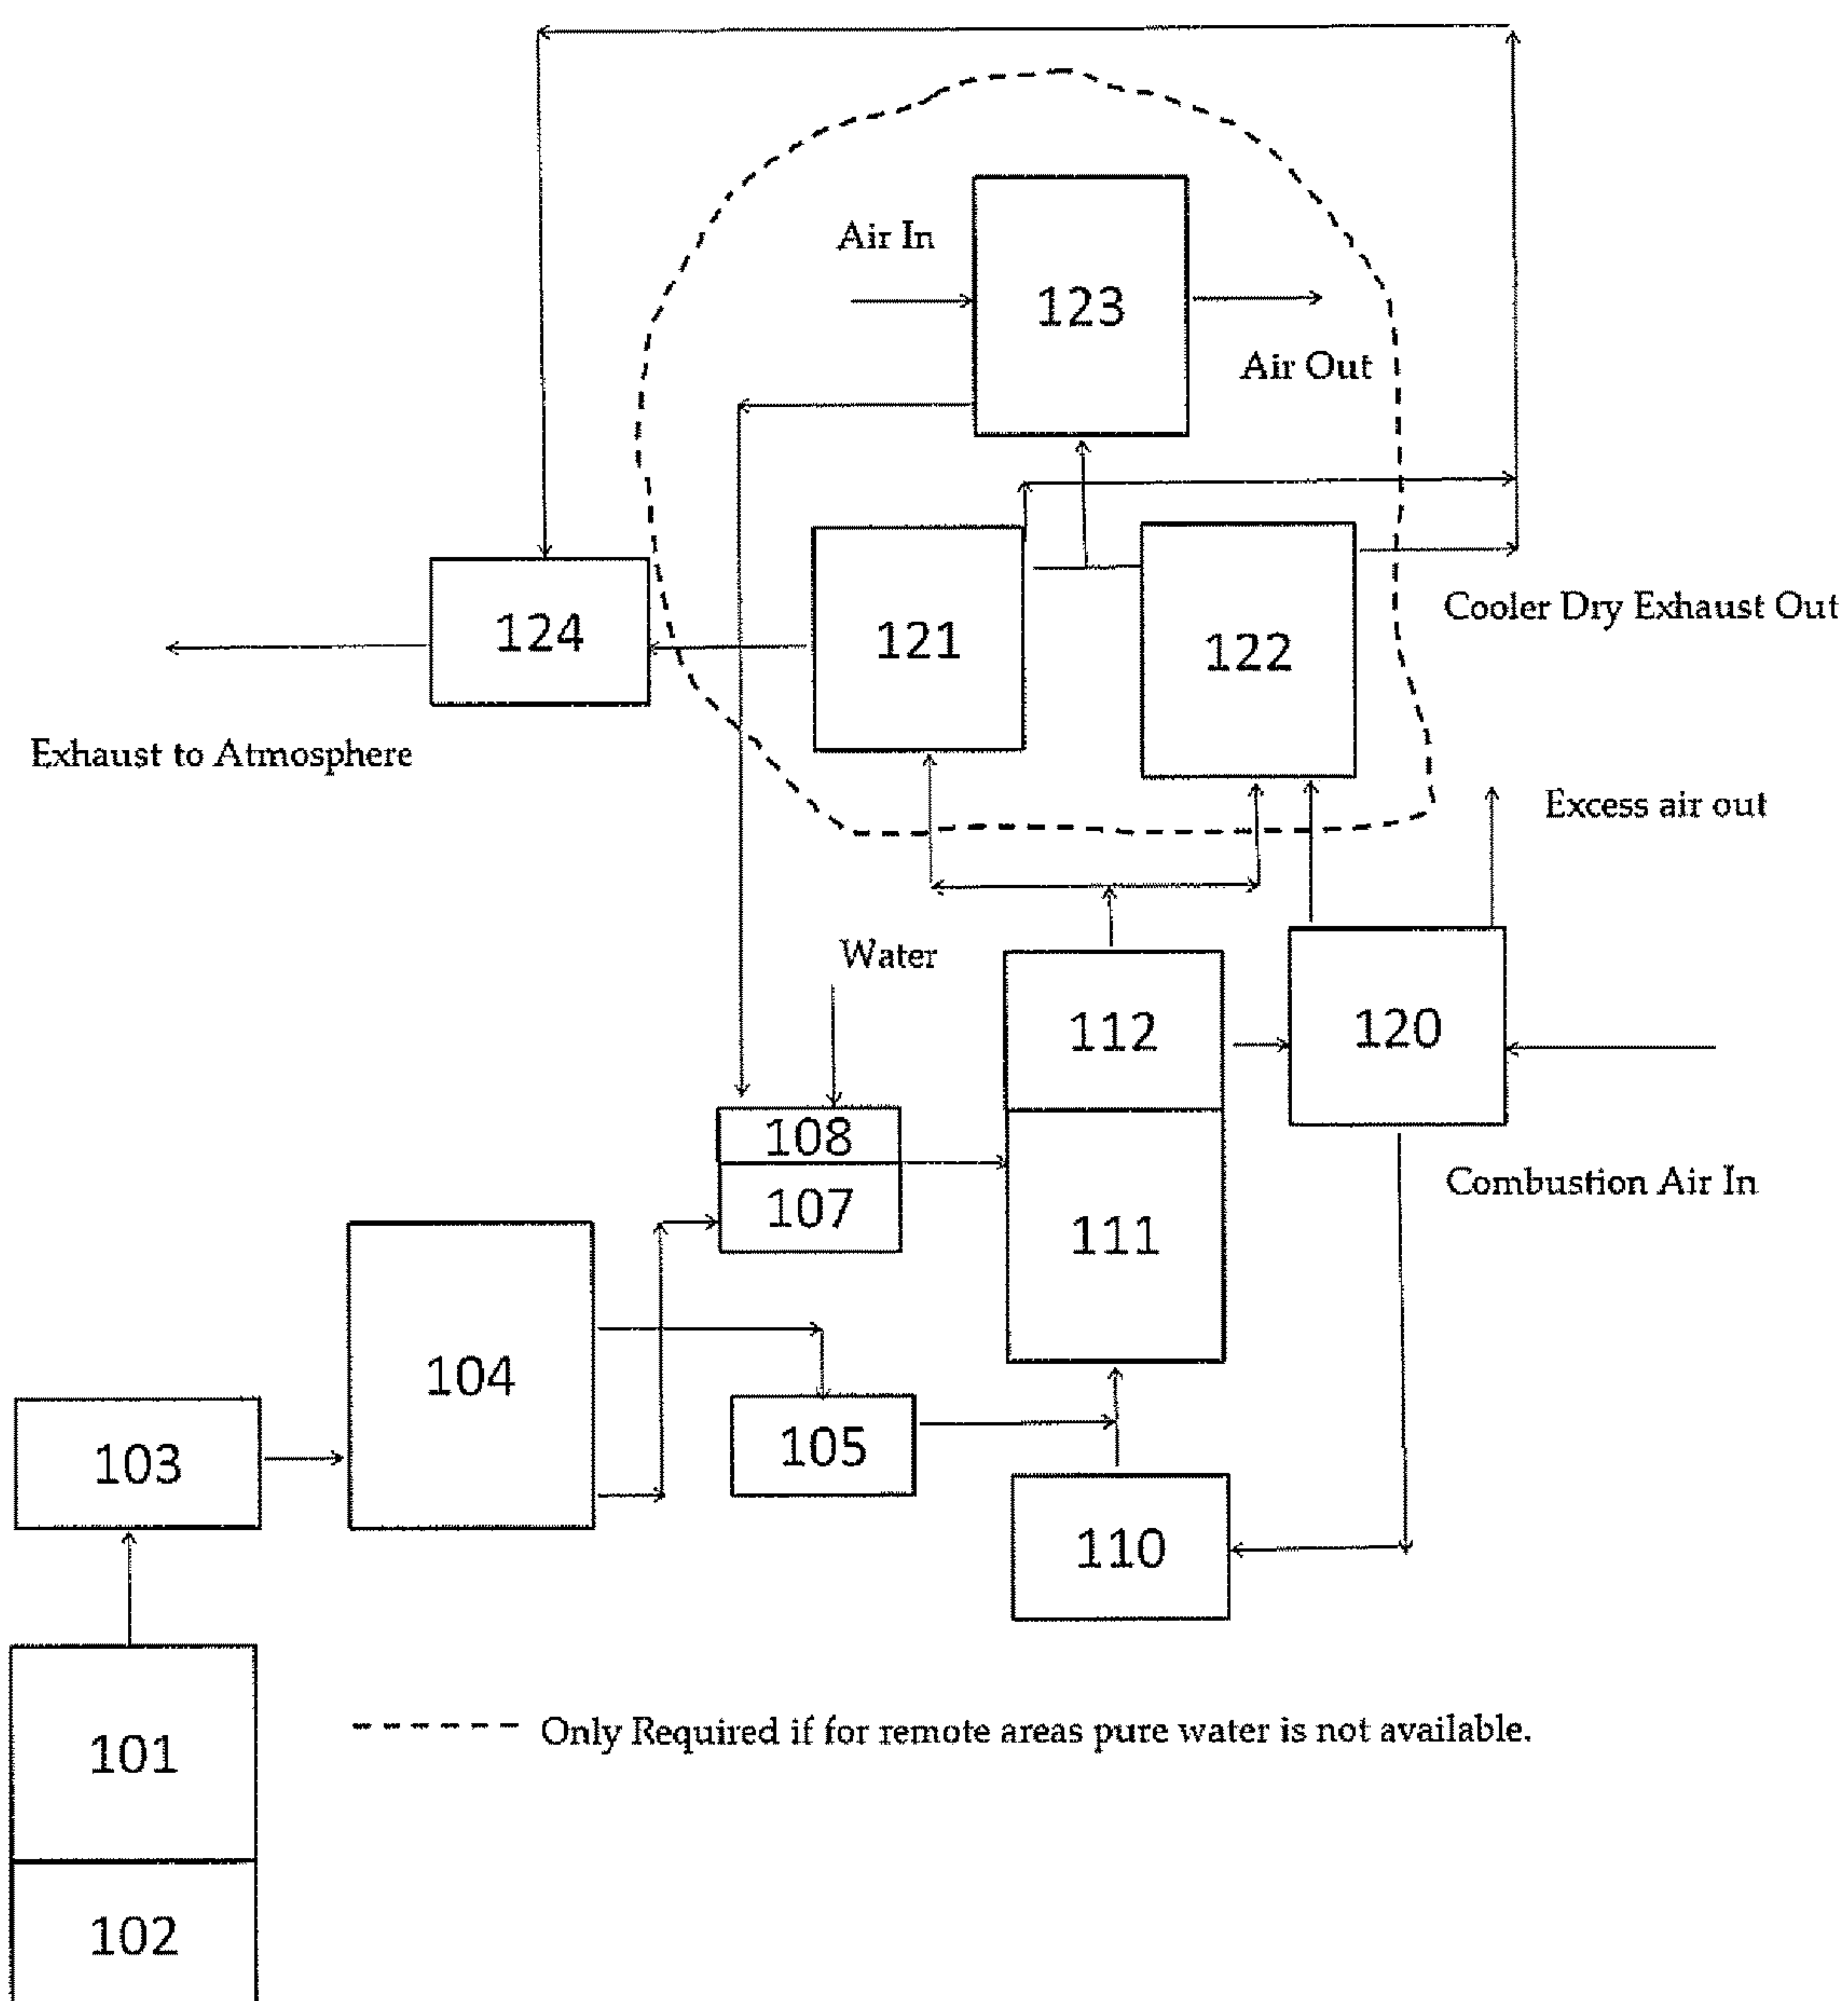 Air In
123
Air Out
124
121
122
Cooler Dry Exhaust Out
Exhaust to Atmosphere
Excess air out
Water
112
120
108
107
111
Combustion Air In
104
103
105
110
101
Only Required if for remote areas pure water is not available.
102